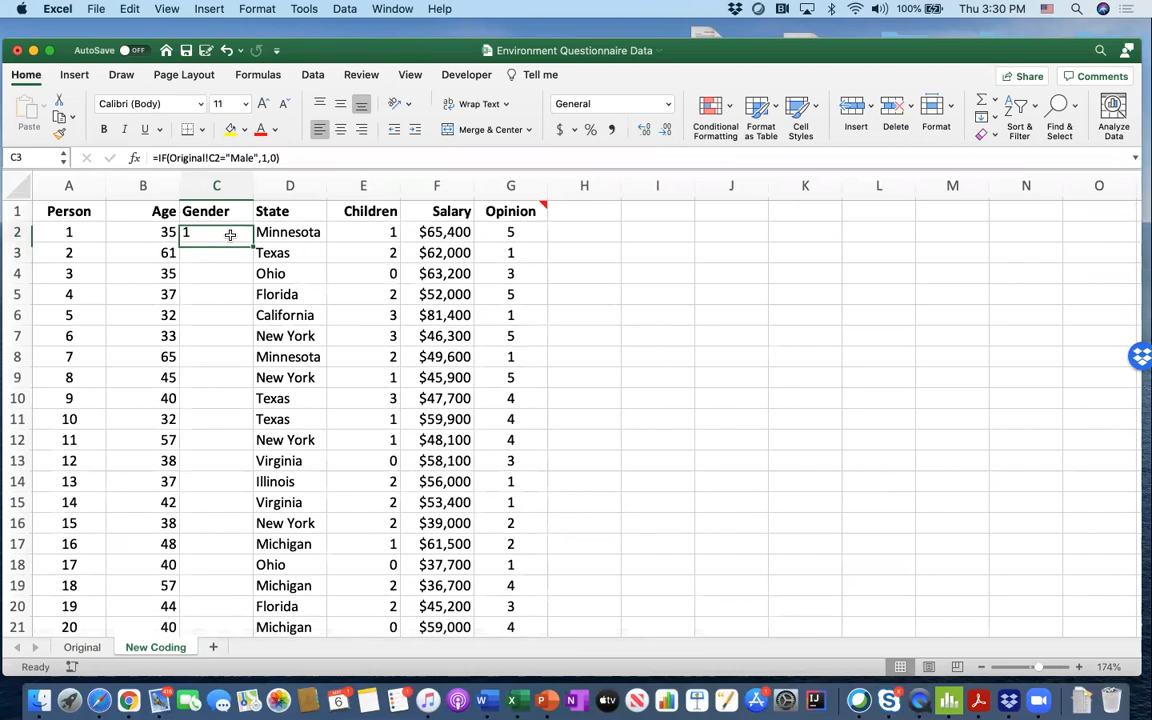 Excel File Edit View Insert Format Tools Data Window Help 100% Thu 3:30 PM
AutoSave OFF Environment Questionnaire Data
Home Insert Draw Page Layout Formulas Data Review View Developer Tell me Share Comments
Paste Calibri (Body) 11 A A Wrap Text General Conditional Formatting Format as Table Cell Styles Insert Delete Format Sort & Filter Find & Select Analyze Data
B I U A Merge & Center $ % ,
C3 fx =IF(Original!C2="Male",1,0)
A B C D E F G H I J K L M N O
1 Person Age Gender State Children Salary Opinion
2 1 35 1 Minnesota 1 $65,400 5
3 2 61 Texas 2 $62,000 1
4 3 35 Ohio 0 $63,200 3
5 4 37 Florida 2 $52,000 5
6 5 32 California 3 $81,400 1
7 6 33 New York 3 $46,300 5
8 7 65 Minnesota 2 $49,600 1
9 8 45 New York 1 $45,900 5
10 9 40 Texas 3 $47,700 4
11 10 32 Texas 1 $59,900 4
12 11 57 New York 1 $48,100 4
13 12 38 Virginia 0 $58,100 3
14 13 37 Illinois 2 $56,000 1
15 14 42 Virginia 2 $53,400 1
16 15 38 New York 2 $39,000 2
17 16 48 Michigan 1 $61,500 2
18 17 40 Ohio 0 $37,700 1
19 18 57 Michigan 2 $36,700 4
20 19 44 Florida 2 $45,200 3
21 20 40 Michigan 0 $59,000 4
Original New Coding +
Ready 174%